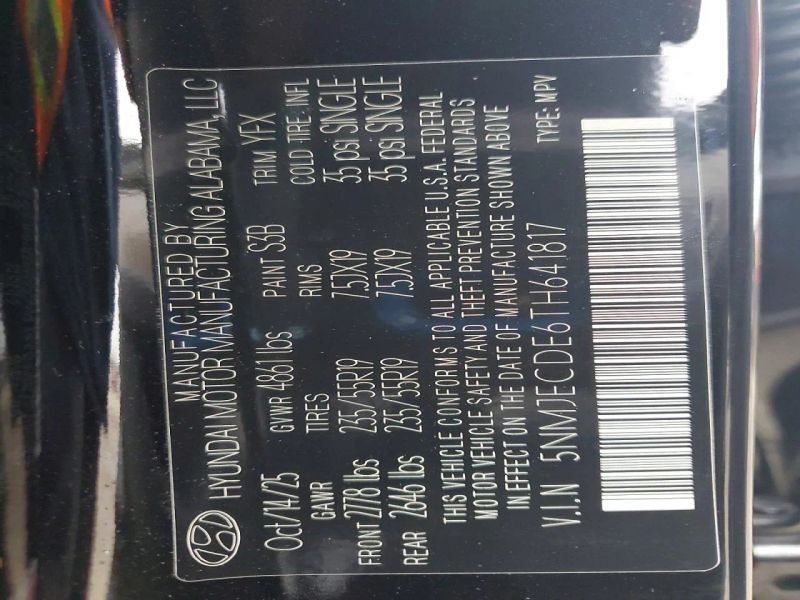 MANUFACTURED BY
HYUNDAI MOTOR MANUFACTURING ALABAMA, LLC
Oct/14/25 GVWR 4861 lbs PAINT S3B TRIM YFX
GAWR TIRES RIMS COLD TIRE. INFL
FRONT 2778 lbs 235/55R19 7.5JX19 35 psi SINGLE
REAR 2646 lbs 235/55R19 7.5JX19 35 psi SINGLE
THIS VEHICLE CONFORMS TO ALL APPLICABLE U.S.A. FEDERAL
MOTOR VEHICLE SAFETY AND THEFT PREVENTION STANDARDS
IN EFFECT ON THE DATE OF MANUFACTURE SHOWN ABOVE
V.I.N 5NMJECDE6TH641817 TYPE: MPV